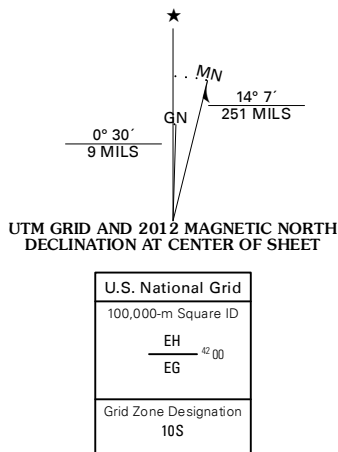 ★
MN
GN
14° 7´
251 MILS
0° 30´
9 MILS
UTM GRID AND 2012 MAGNETIC NORTH
DECLINATION AT CENTER OF SHEET
U.S. National Grid
100,000-m Square ID
EH
42 00
EG
Grid Zone Designation
10S